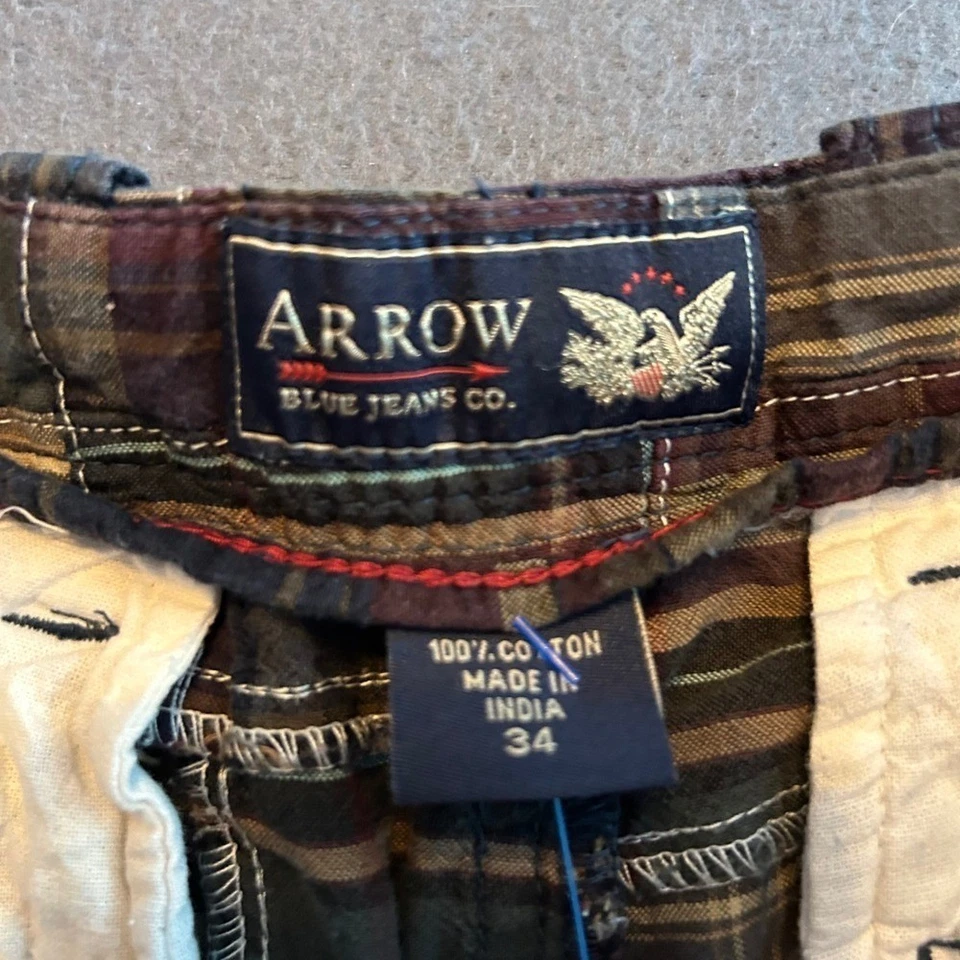 ARROW
BLUE JEANS CO.
100% COTTON
MADE IN
INDIA
34